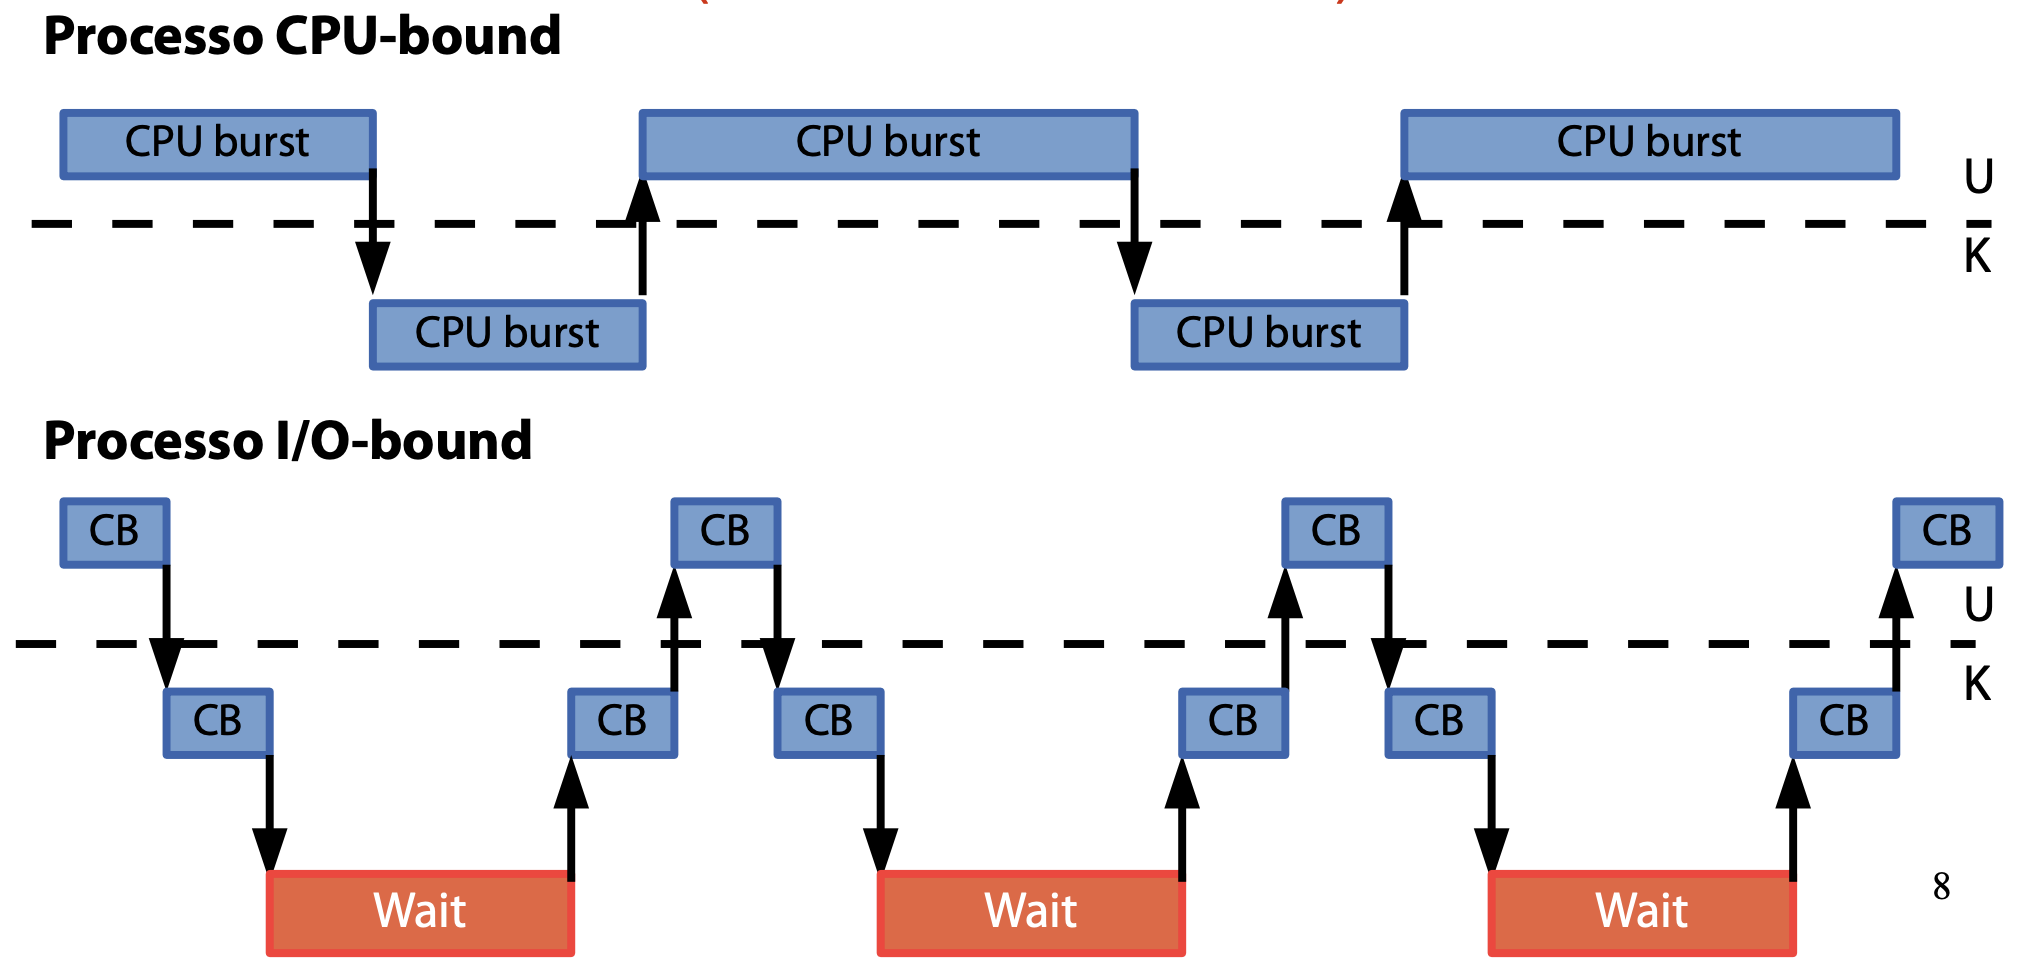 Processo CPU-bound
CPU burst CPU burst CPU burst
U
K
CPU burst CPU burst
Processo I/O-bound
CB CB CB CB
U
K
CB CB CB CB CB CB
Wait Wait Wait
8